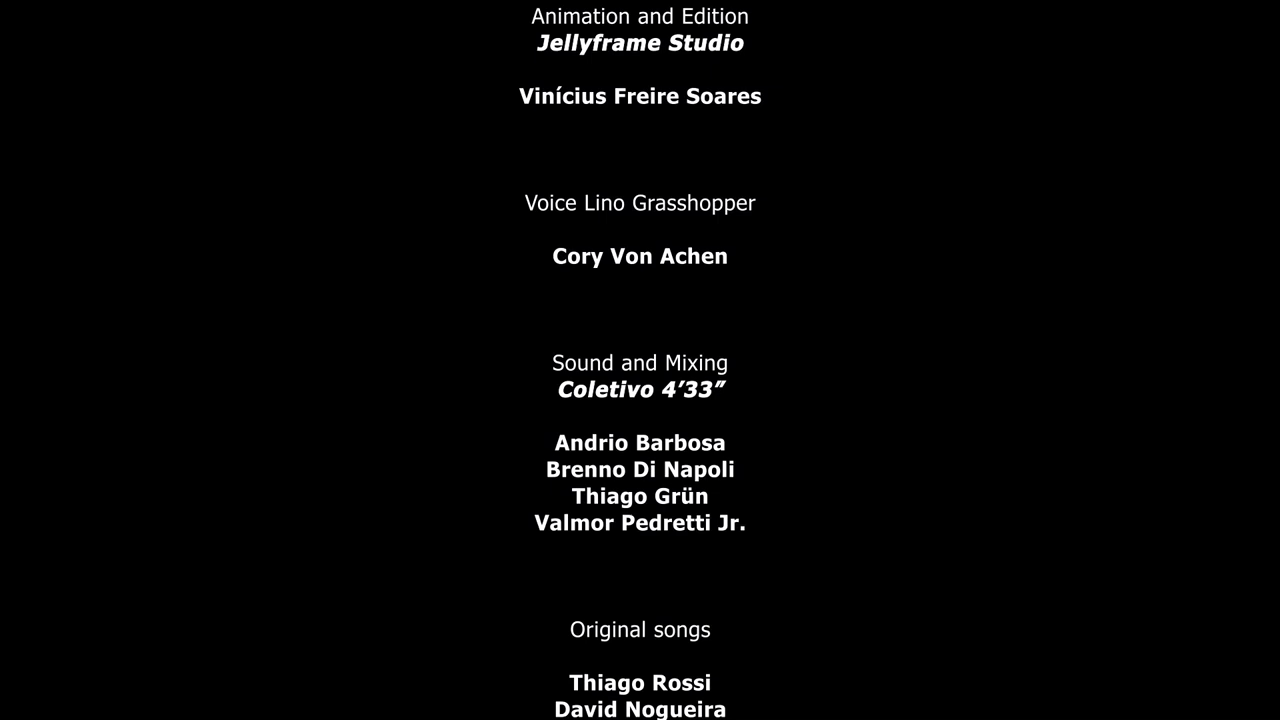 Animation and Edition
Jellyframe Studio
Vinícius Freire Soares
Voice Lino Grasshopper
Cory Von Achen
Sound and Mixing
Coletivo 4’33”
Andrio Barbosa
Brenno Di Napoli
Thiago Grün
Valmor Pedretti Jr.
Original songs
Thiago Rossi
David Nogueira